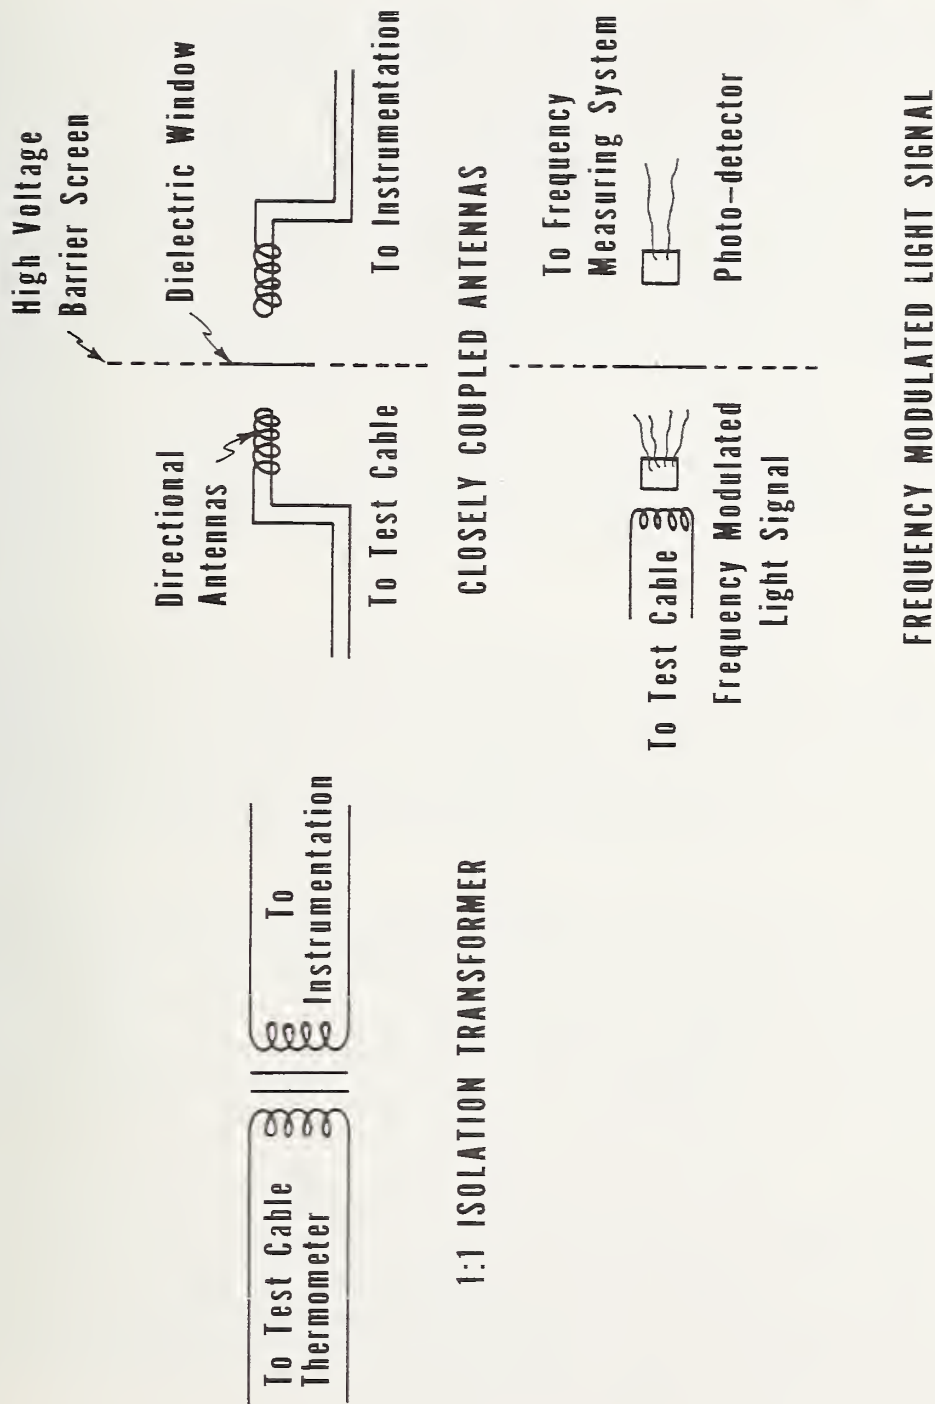 To Test Cable
Thermometer
To
Instrumentation
1:1 ISOLATION TRANSFORMER
High Voltage
Barrier Screen
Dielectric Window
Directional
Antennas
To Test Cable
To Instrumentation
CLOSELY COUPLED ANTENNAS
To Test Cable
Frequency Modulated
Light Signal
To Frequency
Measuring System
Photo-detector
FREQUENCY MODULATED LIGHT SIGNAL